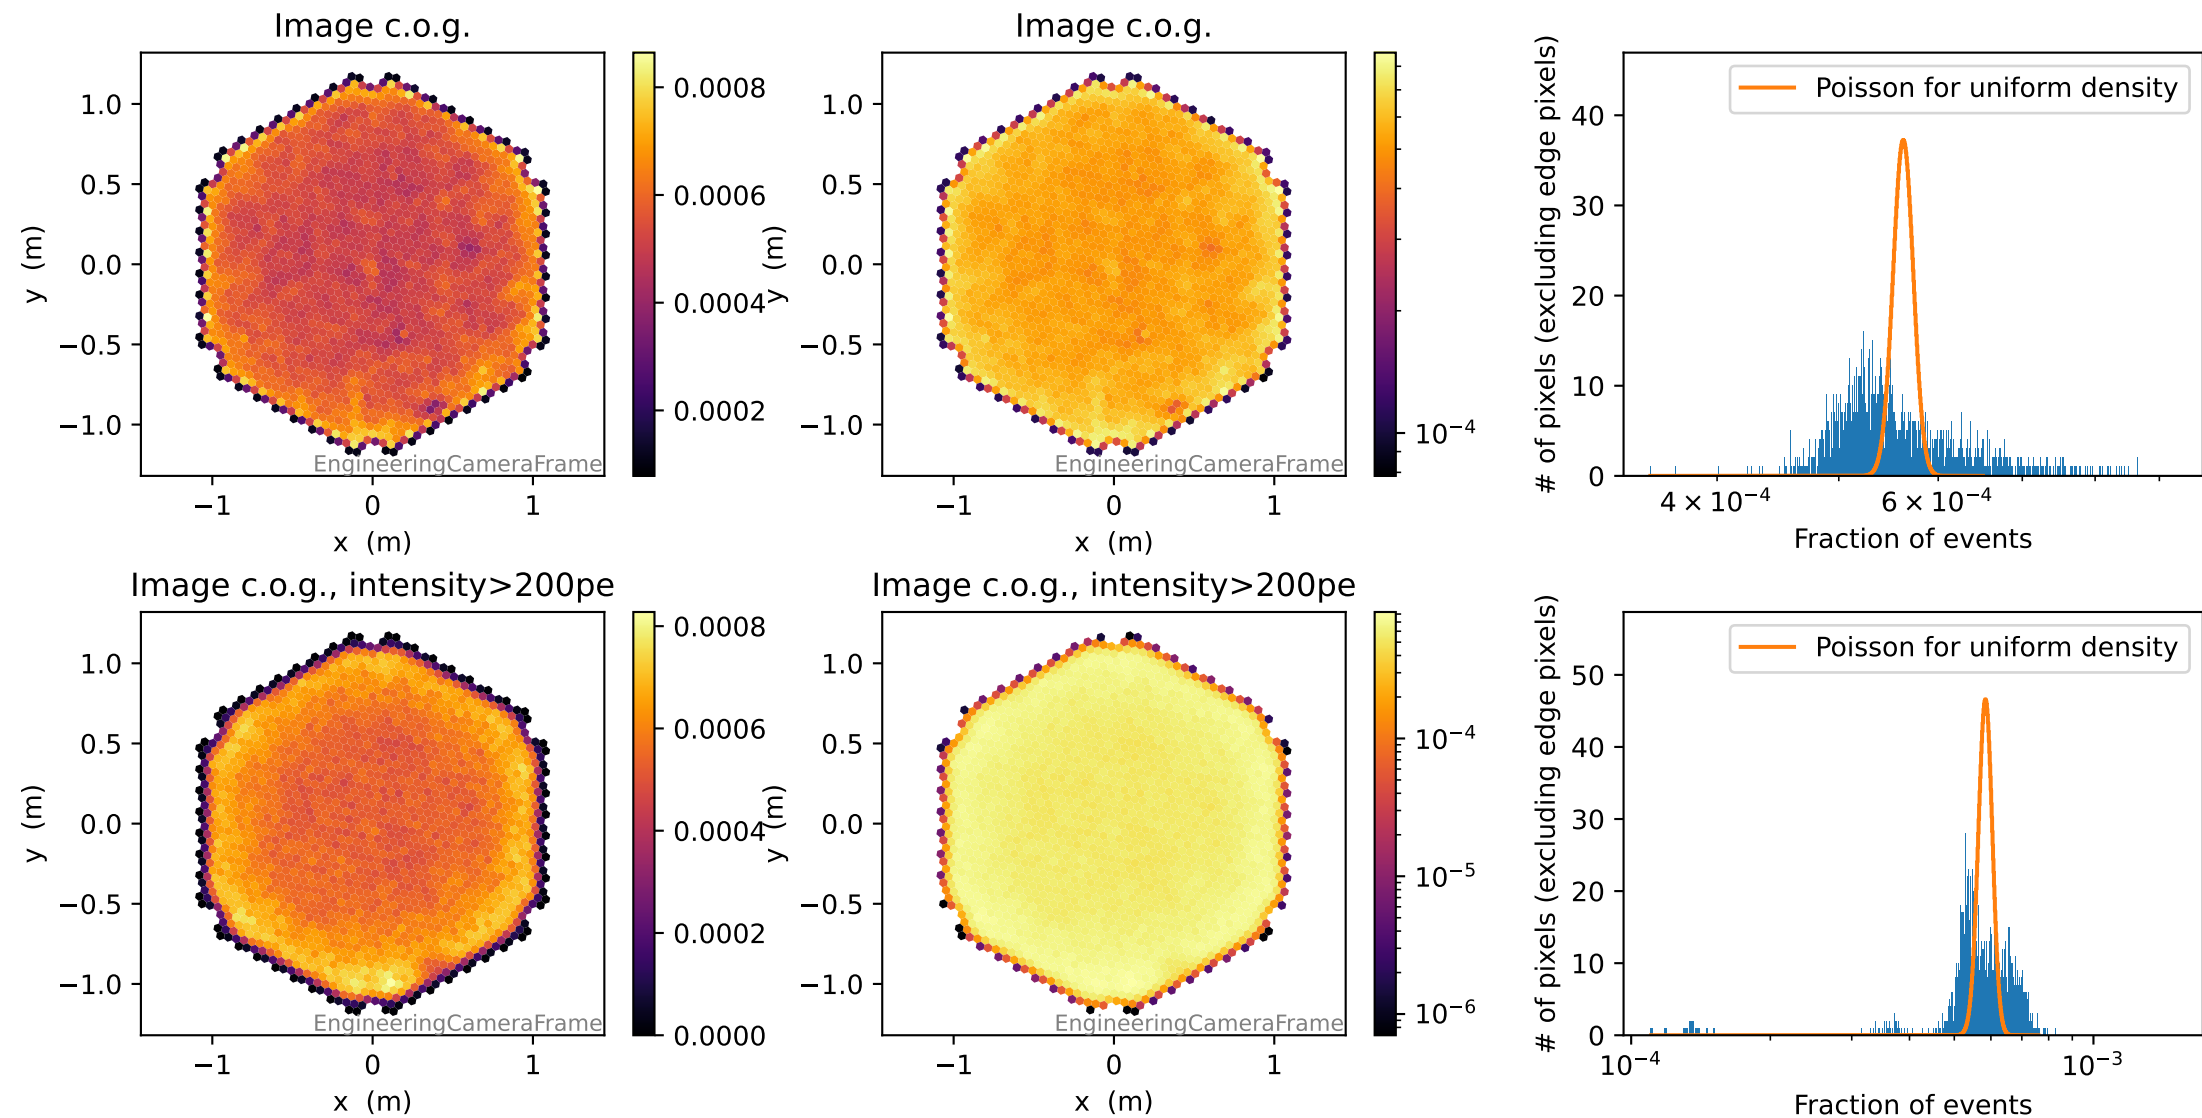 Image c.o.g.
1.0
0.5
0.0
−0.5
−1.0
y (m)
−1
0
1
x (m)
EngineeringCameraFrame
0.0008
0.0006
0.0004
0.0002
Image c.o.g.
1.0
0.5
0.0
−0.5
−1.0
y (m)
−1
0
1
x (m)
EngineeringCameraFrame
10⁻⁴
Poisson for uniform density
# of pixels (excluding edge pixels)
40
30
20
10
0
4 × 10⁻⁴
6 × 10⁻⁴
Fraction of events
Image c.o.g., intensity>200pe
1.0
0.5
0.0
−0.5
−1.0
y (m)
−1
0
1
x (m)
EngineeringCameraFrame
0.0008
0.0006
0.0004
0.0002
0.0000
Image c.o.g., intensity>200pe
1.0
0.5
0.0
−0.5
−1.0
y (m)
−1
0
1
x (m)
EngineeringCameraFrame
10⁻⁴
10⁻⁵
10⁻⁶
Poisson for uniform density
# of pixels (excluding edge pixels)
50
40
30
20
10
0
10⁻⁴
10⁻³
Fraction of events